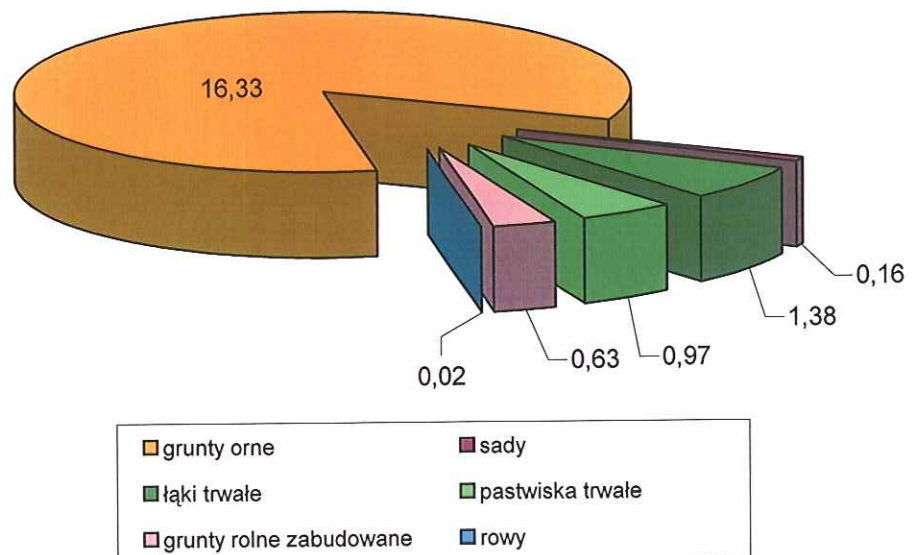 16,33
0,16
1,38
0,97
0,63
0,02
grunty orne
sady
łąki trwałe
pastwiska trwałe
grunty rolne zabudowane
rowy